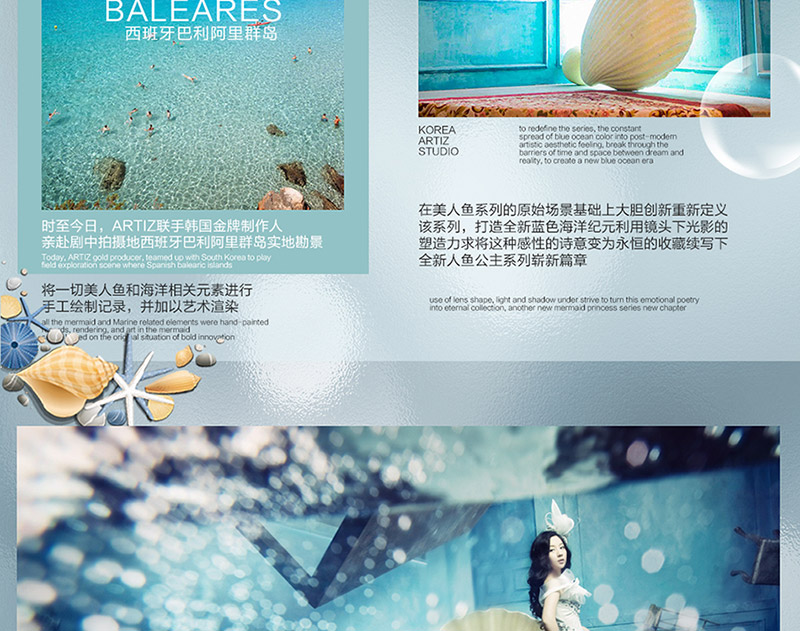 BALEARES
西班牙巴利阿里群岛
时至今日，ARTIZ联手韩国金牌制作人
亲赴剧中拍摄地西班牙巴利阿里群岛实地勘景
Today, ARTIZ gold producer, teamed up with South Korea to play
field exploration scene where Spanish balearic islands
将一切美人鱼和海洋相关元素进行
手工绘制记录，并加以艺术渲染
all the mermaid and Marine related elements were hand-painted
rendering, and art in the mermaid
on the original situation of bold innovation
KOREA
ARTIZ
STUDIO
to redefine the series, the constant
spread of blue ocean color into post-modern
artistic aesthetic feeling, break through the
barriers of time and space between dream and
reality, to create a new blue ocean era
在美人鱼系列的原始场景基础上大胆创新重新定义
该系列，打造全新蓝色海洋纪元利用镜头下光影的
塑造力求将这种感性的诗意变为永恒的收藏续写下
全新人鱼公主系列崭新篇章
use of lens shape, light and shadow under strive to turn this emotional poetry
into eternal collection, another new mermaid princess series new chapter